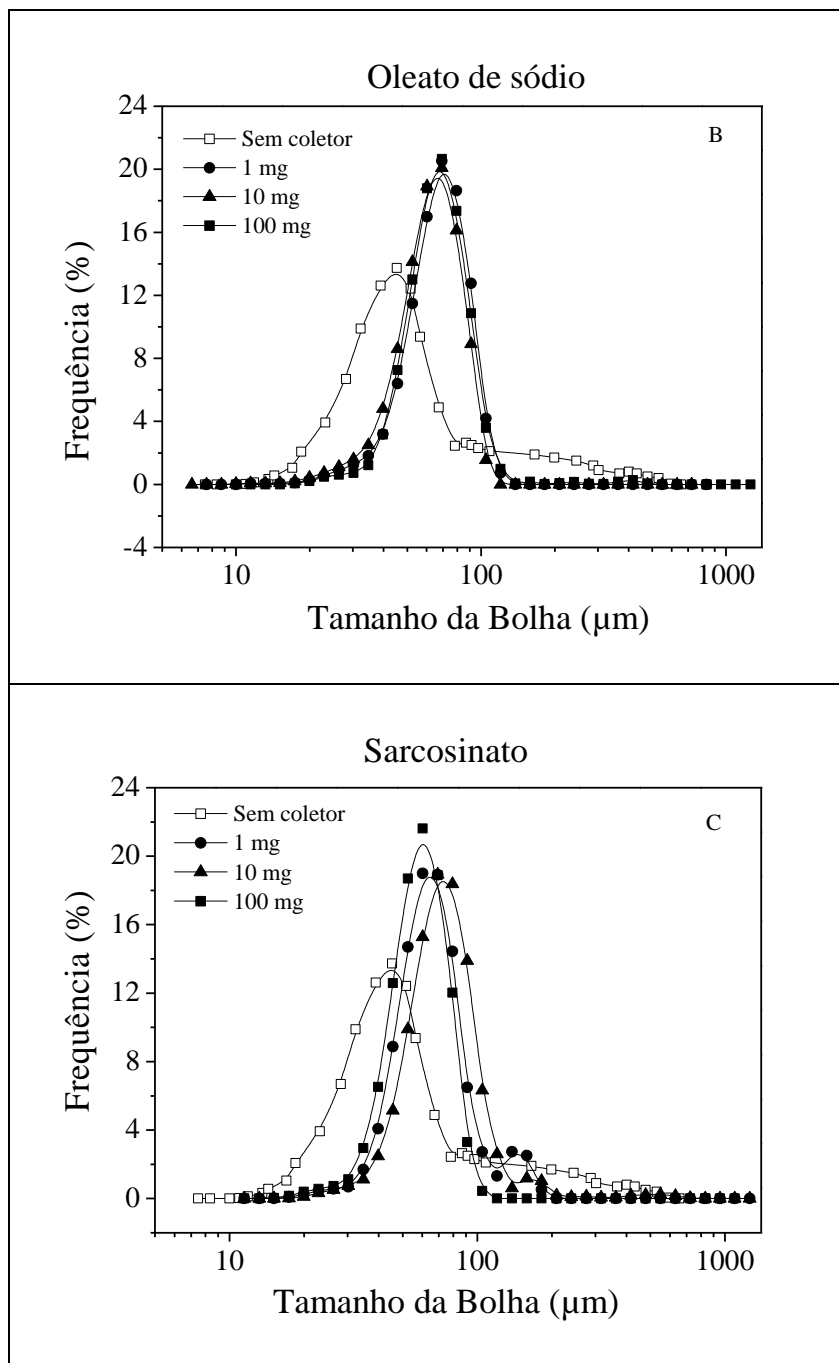 Oleato de sódio
24
B
Sem coletor
1 mg
10 mg
100 mg
20
16
12
8
4
0
-4
Frequência (%)
10
100
1000
Tamanho da Bolha (µm)
Sarcosinato
24
C
Sem coletor
1 mg
10 mg
100 mg
20
16
12
8
4
0
Frequência (%)
10
100
1000
Tamanho da Bolha (µm)